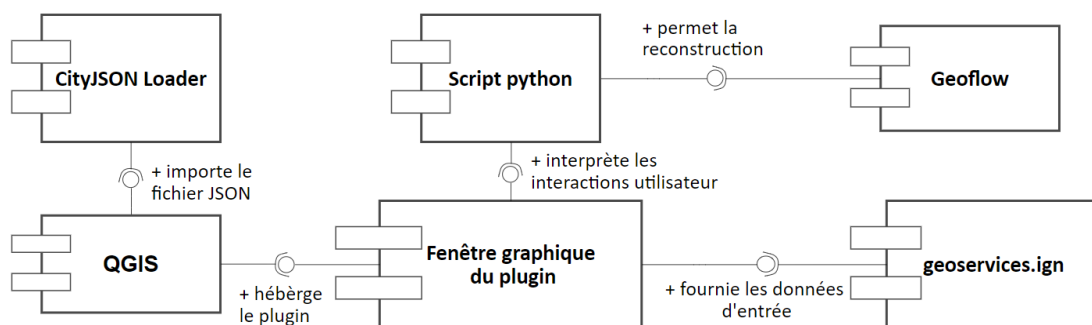 + permet la
reconstruction
CityJSON Loader
Script python
Geoflow
+ importe le
fichier JSON
+ interprète les
interactions utilisateur
QGIS
Fenêtre graphique
du plugin
geoservices.ign
+ hébèrge
le plugin
+ fournie les données
d'entrée